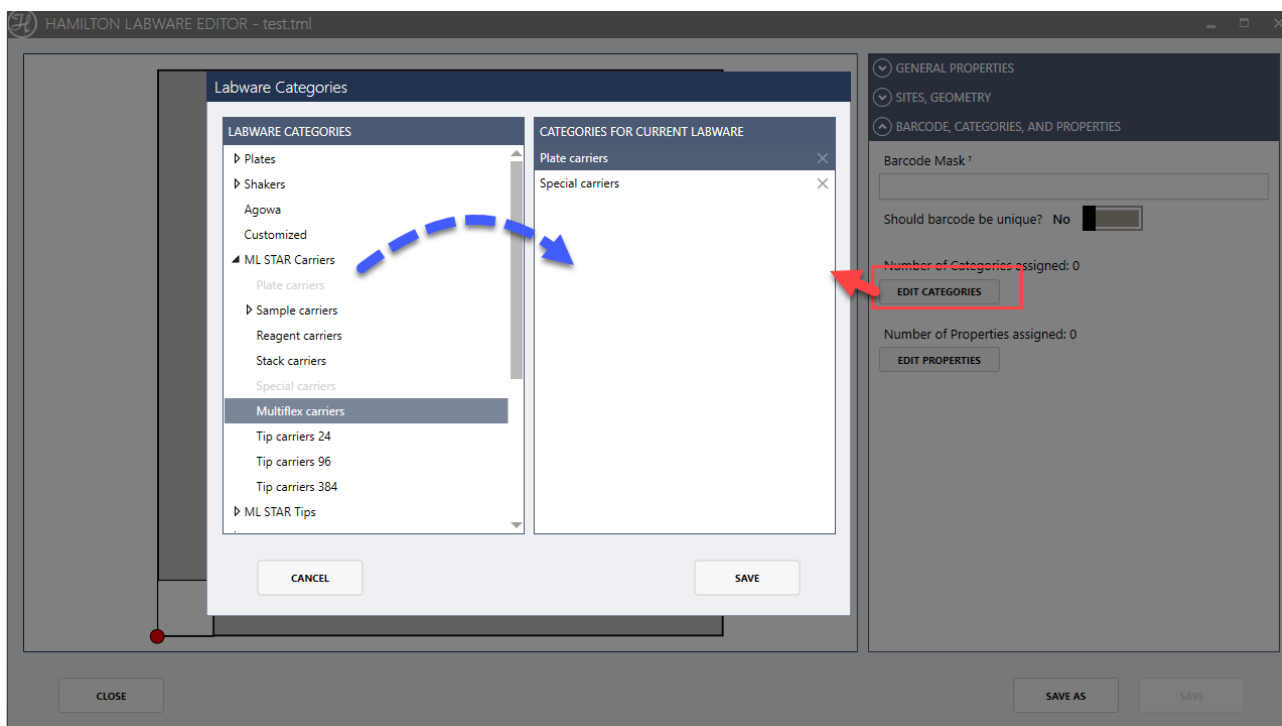 HAMILTON LABWARE EDITOR - test.tml
Labware Categories
LABWARE CATEGORIES
Plates
Shakers
Agowa
Customized
ML STAR Carriers
Plate carriers
Sample carriers
Reagent carriers
Stack carriers
Special carriers
Multiflex carriers
Tip carriers 24
Tip carriers 96
Tip carriers 384
ML STAR Tips
CATEGORIES FOR CURRENT LABWARE
Plate carriers
Special carriers
CANCEL
SAVE
GENERAL PROPERTIES
SITES, GEOMETRY
BARCODE, CATEGORIES, AND PROPERTIES
Barcode Mask ?
Should barcode be unique? No
Number of Categories assigned: 0
EDIT CATEGORIES
Number of Properties assigned: 0
EDIT PROPERTIES
CLOSE
SAVE AS
SAVE